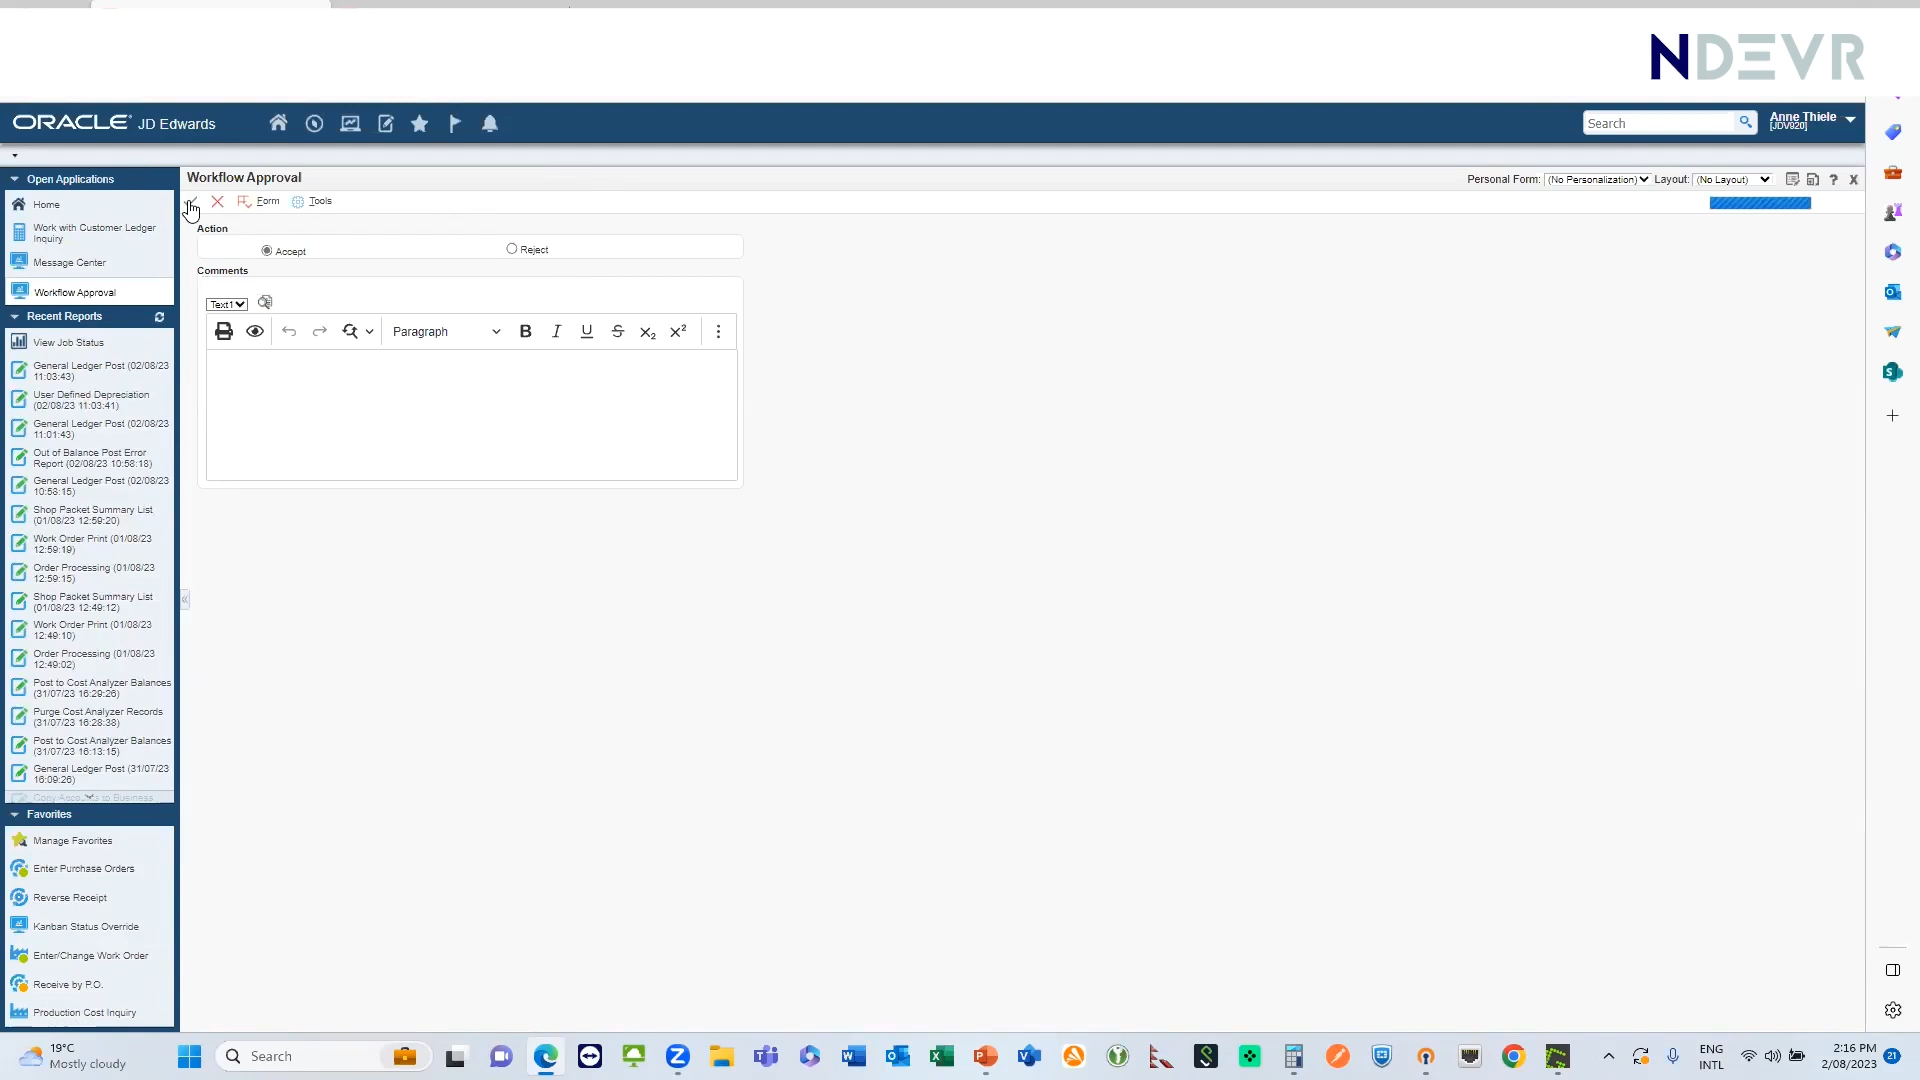 NDEVR
ORACLE JD Edwards
Search
Anne Thiele
[JDV920]
Open Applications
Home
Work with Customer Ledger
Inquiry
Message Center
Workflow Approval
Recent Reports
View Job Status
General Ledger Post (02/08/23
11:03:43)
User Defined Depreciation
(02/08/23 11:03:41)
General Ledger Post (02/08/23
11:01:43)
Out of Balance Post Error
Report (02/08/23 10:58:18)
General Ledger Post (02/08/23
10:58:15)
Shop Packet Summary List
(01/08/23 12:59:20)
Work Order Print (01/08/23
12:59:19)
Order Processing (01/08/23
12:59:15)
Shop Packet Summary List
(01/08/23 12:49:12)
Work Order Print (01/08/23
12:49:10)
Order Processing (01/08/23
12:49:02)
Post to Cost Analyzer Balances
(31/07/23 16:29:26)
Purge Cost Analyzer Records
(31/07/23 16:28:38)
Post to Cost Analyzer Balances
(31/07/23 16:13:15)
General Ledger Post (31/07/23
16:09:26)
Copy Accounts to Business
Favorites
Manage Favorites
Enter Purchase Orders
Reverse Receipt
Kanban Status Override
Enter/Change Work Order
Receive by P.O.
Production Cost Inquiry
Workflow Approval
Personal Form: (No Personalization) Layout: (No Layout)
Form Tools
Action
Accept Reject
Comments
Text1
Paragraph
19°C
Mostly cloudy
Search
ENG
INTL
2:16 PM
2/08/2023
21